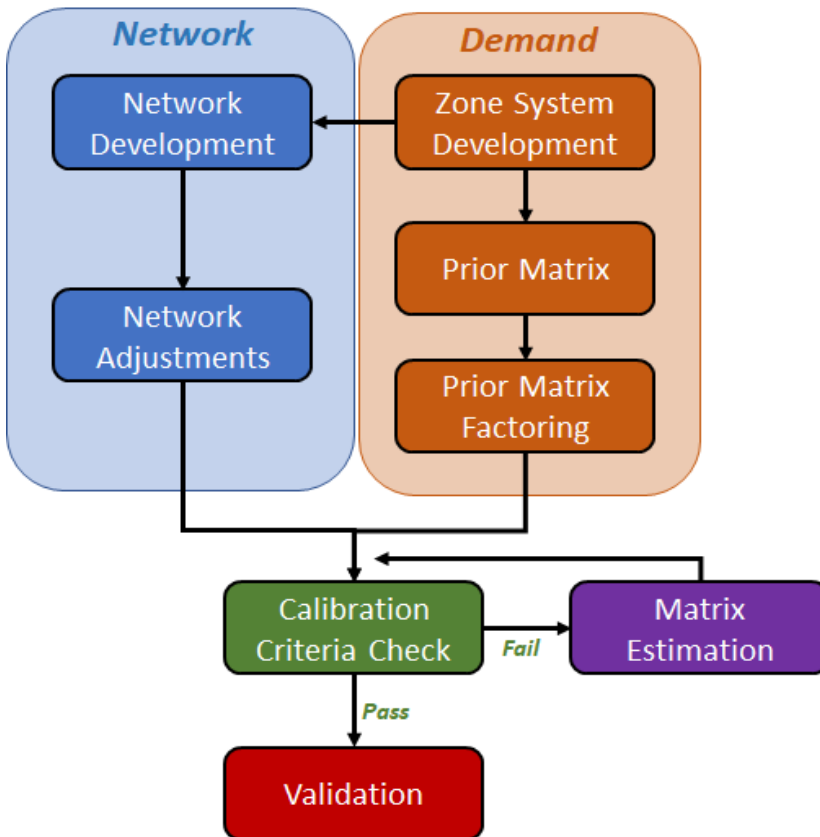 Network
Demand
Network
Development
Zone System
Development
Prior Matrix
Network
Adjustments
Prior Matrix
Factoring
Calibration
Criteria Check
Fail
Matrix
Estimation
Pass
Validation